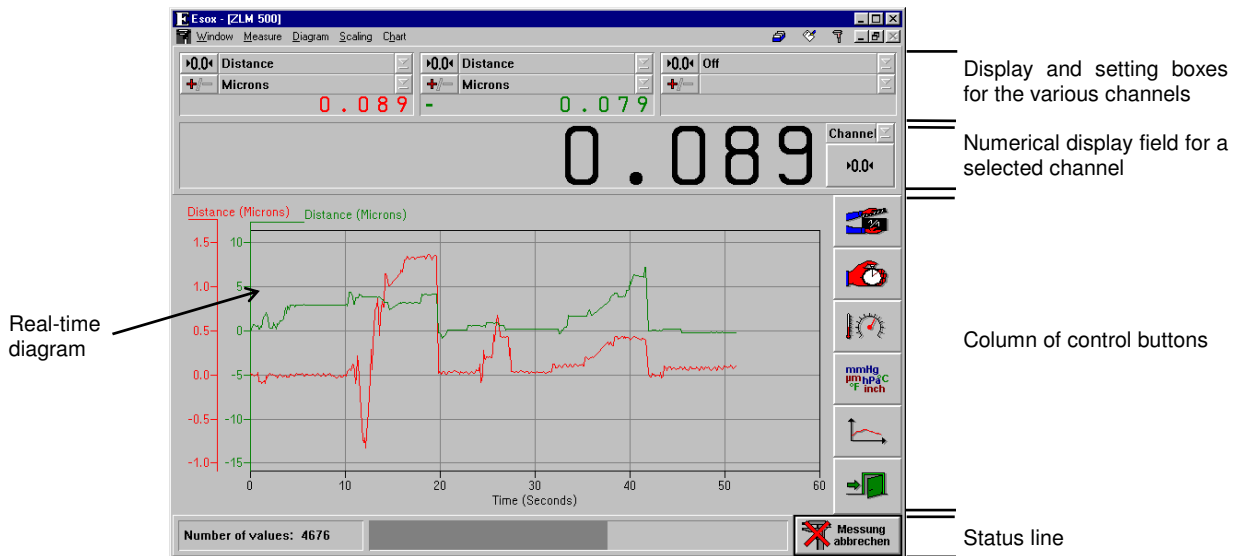 Esox - [ZLM 500]
Window Measure Diagram Scaling Chart
0.0 Distance
+/- Microns
0.089
0.0 Distance
+/- Microns
- 0.079
0.0 Off
+/-
0.089
Channel
0.0
Distance (Microns)
Distance (Microns)
1.5
1.0
0.5
0.0
-0.5
-1.0
10
5
0
-5
-10
-15
0 10 20 30 40 50 60
Time (Seconds)
mmHg
µm hPa °C
°F inch
Number of values: 4676
Messung
abbrechen
Real-time
diagram
Display and setting boxes
for the various channels
Numerical display field for a
selected channel
Column of control buttons
Status line